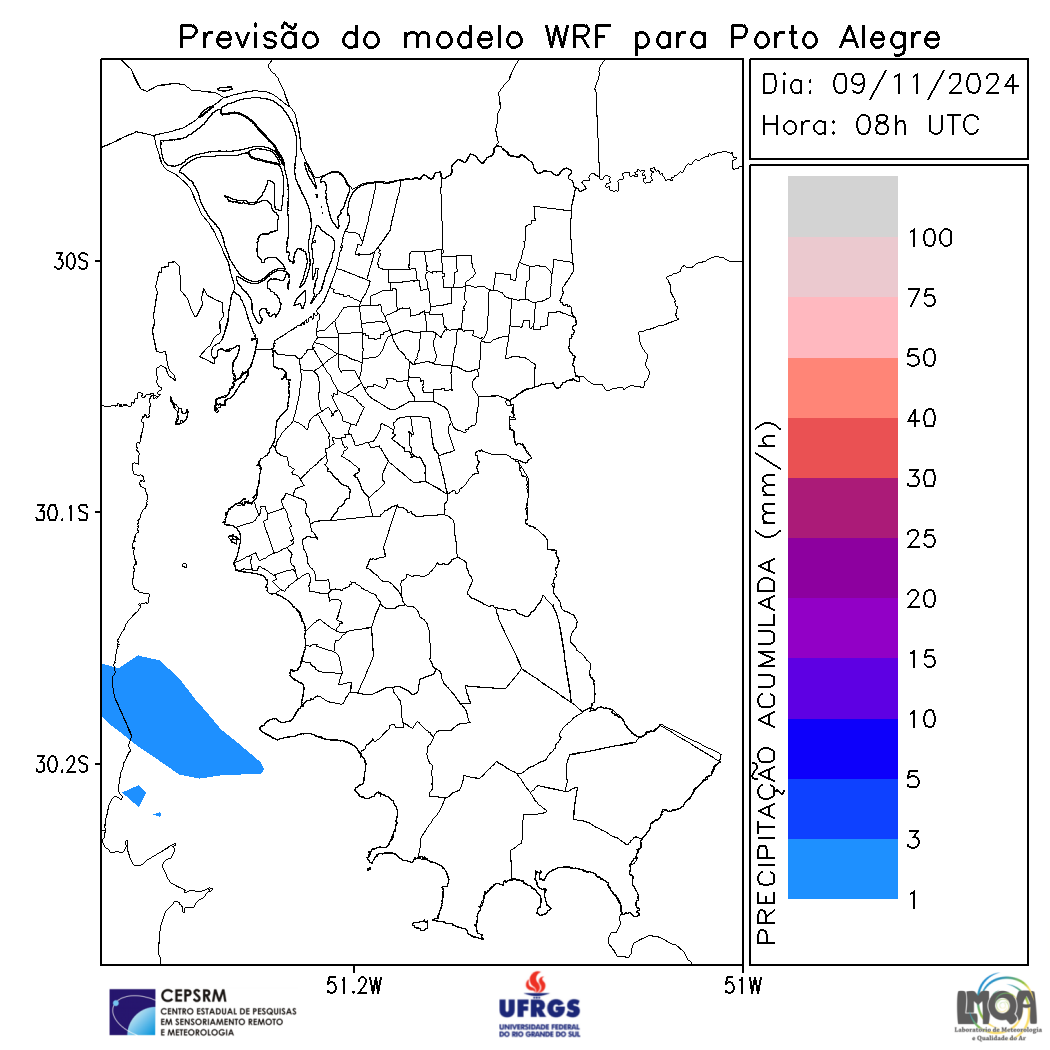 Previsão do modelo WRF para Porto Alegre
Dia: 09/11/2024
Hora: 08h UTC
30S
30.1S
30.2S
51.2W
51W
PRECIPITAÇÃO ACUMULADA (mm/h)
100
75
50
40
30
25
20
15
10
5
3
1
CEPSRM
CENTRO ESTADUAL DE PESQUISAS
EM SENSORIAMENTO REMOTO
E METEOROLOGIA
UFRGS
UNIVERSIDADE FEDERAL
DO RIO GRANDE DO SUL
LMQA
Laboratório de Meteorologia
e Qualidade do Ar